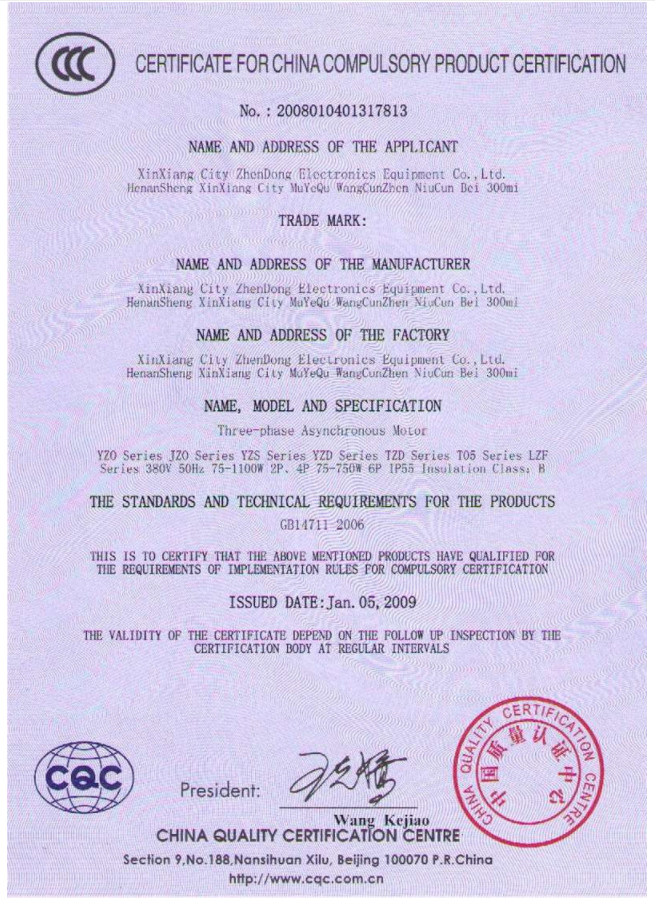 CCC
CERTIFICATE FOR CHINA COMPULSORY PRODUCT CERTIFICATION
No. : 2008010401317813
NAME AND ADDRESS OF THE APPLICANT
XinXiang City ZhenDong Electronics Equipment Co.,Ltd.
HenanSheng XinXiang City MuYeQu WangCunZhen NiuCun Bei 300mi
TRADE MARK:
NAME AND ADDRESS OF THE MANUFACTURER
XinXiang City ZhenDong Electronics Equipment Co.,Ltd.
HenanSheng XinXiang City MuYeQu WangCunZhen NiuCun Bei 300mi
NAME AND ADDRESS OF THE FACTORY
XinXiang City ZhenDong Electronics Equipment Co.,Ltd.
HenanSheng XinXiang City MuYeQu WangCunZhen NiuCun Bei 300mi
NAME, MODEL AND SPECIFICATION
Three-phase Asynchronous Motor
YZO Series JZO Series YZS Series YZD Series TZD Series TO5 Series LZF
Series 380V 50Hz 75-1100W 2P、4P 75-750W 6P IP55 Insulation Class: B
THE STANDARDS AND TECHNICAL REQUIREMENTS FOR THE PRODUCTS
GB14711-2006
THIS IS TO CERTIFY THAT THE ABOVE MENTIONED PRODUCTS HAVE QUALIFIED FOR
THE REQUIREMENTS OF IMPLEMENTATION RULES FOR COMPULSORY CERTIFICATION
ISSUED DATE:Jan. 05, 2009
THE VALIDITY OF THE CERTIFICATE DEPEND ON THE FOLLOW UP INSPECTION BY THE
CERTIFICATION BODY AT REGULAR INTERVALS
CHINA QUALITY CERTIFICATION CENTRE
中国质量认证中心
CQC
President:
Wang Kejiao
CHINA QUALITY CERTIFICATION CENTRE
Section 9,No.188,Nansihuan Xilu, Beijing 100070 P.R.China
http://www.cqc.com.cn